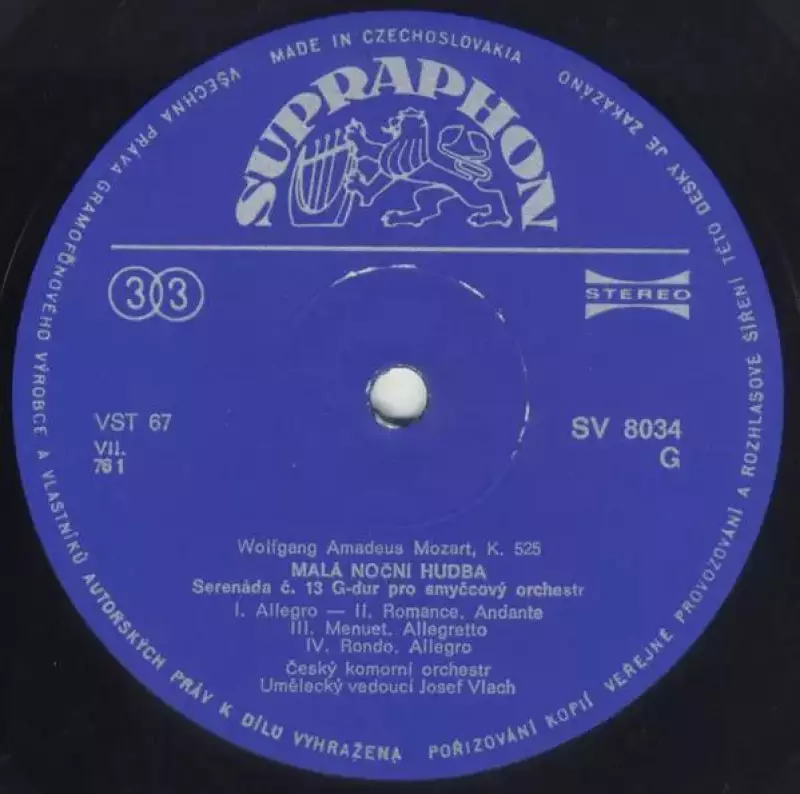 MADE IN CZECHOSLOVAKIA
SUPRAPHON
33
STEREO
VST 67
VII.
76 1
SV 8034
G
Wolfgang Amadeus Mozart, K. 525
MALÁ NOČNÍ HUDBA
Serenáda č. 13 G-dur pro smyčcový orchestr
I. Allegro — II. Romance. Andante
III. Menuet. Allegretto
IV. Rondo. Allegro
Český komorní orchestr
Umělecký vedoucí Josef Vlach
VŠECHNA PRÁVA GRAMOFÓNOVÉHO VÝROBCE A VLASTNÍKŮ AUTORSKÝCH PRÁV K DÍLU VYHRAŽENA POŘIZOVÁNÍ KOPIÍ VEŘEJNÉ PROVOZOVÁNÍ A ROZHLASOVÉ ŠÍŘENÍ TÉTO DESKY JE ZAKÁZÁNO